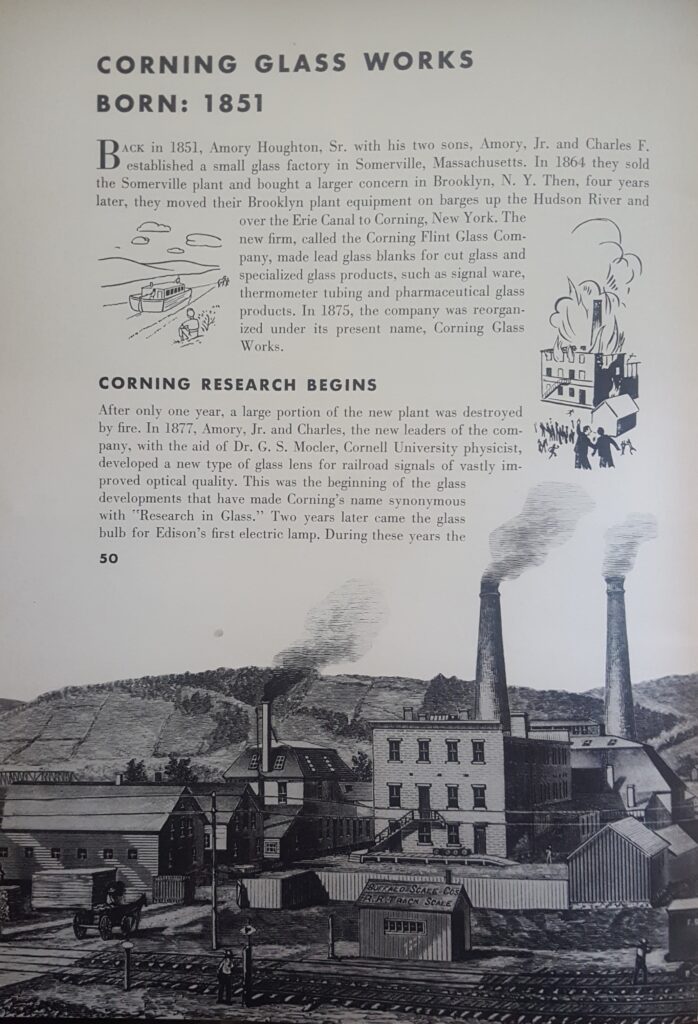 CORNING GLASS WORKS
BORN: 1851
BACK in 1851, Amory Houghton, Sr. with his two sons, Amory, Jr. and Charles F.
established a small glass factory in Somerville, Massachusetts. In 1864 they sold
the Somerville plant and bought a larger concern in Brooklyn, N. Y. Then, four years
later, they moved their Brooklyn plant equipment on barges up the Hudson River and
over the Erie Canal to Corning, New York. The
new firm, called the Corning Flint Glass Com-
pany, made lead glass blanks for cut glass and
specialized glass products, such as signal ware,
thermometer tubing and pharmaceutical glass
products. In 1875, the company was reorgan-
ized under its present name, Corning Glass
Works.
CORNING RESEARCH BEGINS
After only one year, a large portion of the new plant was destroyed
by fire. In 1877, Amory, Jr. and Charles, the new leaders of the com-
pany, with the aid of Dr. G. S. Mocler, Cornell University physicist,
developed a new type of glass lens for railroad signals of vastly im-
proved optical quality. This was the beginning of the glass
developments that have made Corning's name synonymous
with "Research in Glass." Two years later came the glass
bulb for Edison's first electric lamp. During these years the
50
BUFFALO SCALE CO'S
R.R. TRACK SCALE